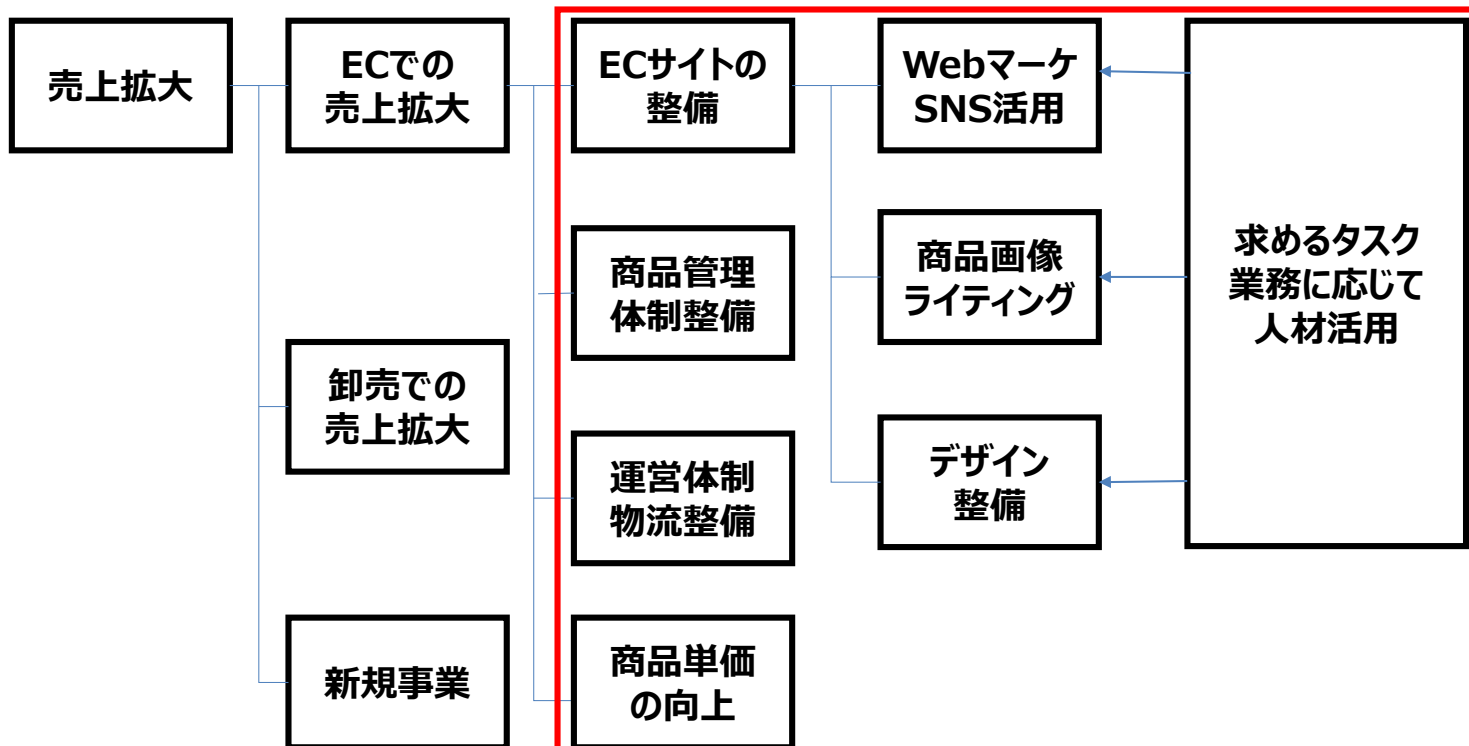 売上拡大
ECでの
売上拡大
ECサイトの
整備
Webマーケ
SNS活用
商品管理
体制整備
商品画像
ライティング
求めるタスク
業務に応じて
人材活用
卸売での
売上拡大
運営体制
物流整備
デザイン
整備
新規事業
商品単価
の向上